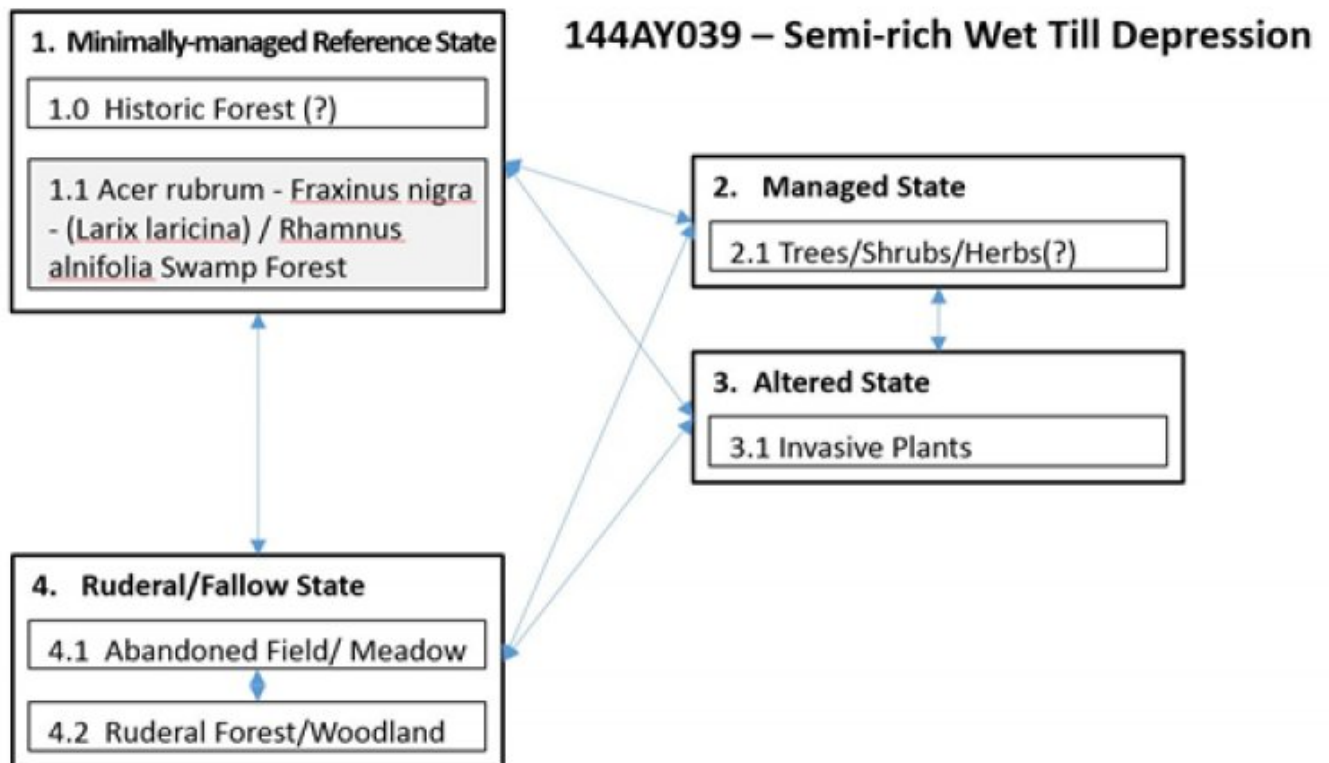 144AY039 – Semi-rich Wet Till Depression
1. Minimally-managed Reference State
1.0 Historic Forest (?)
1.1 Acer rubrum - Fraxinus nigra
- (Larix laricina) / Rhamnus
alnifolia Swamp Forest
2. Managed State
2.1 Trees/Shrubs/Herbs(?)
3. Altered State
3.1 Invasive Plants
4. Ruderal/Fallow State
4.1 Abandoned Field/ Meadow
4.2 Ruderal Forest/Woodland